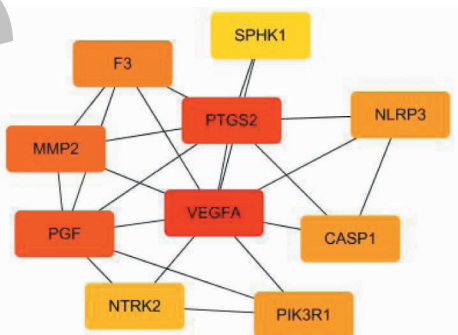 SPHK1
F3
PTGS2
NLRP3
MMP2
VEGFA
PGF
CASP1
NTRK2
PIK3R1